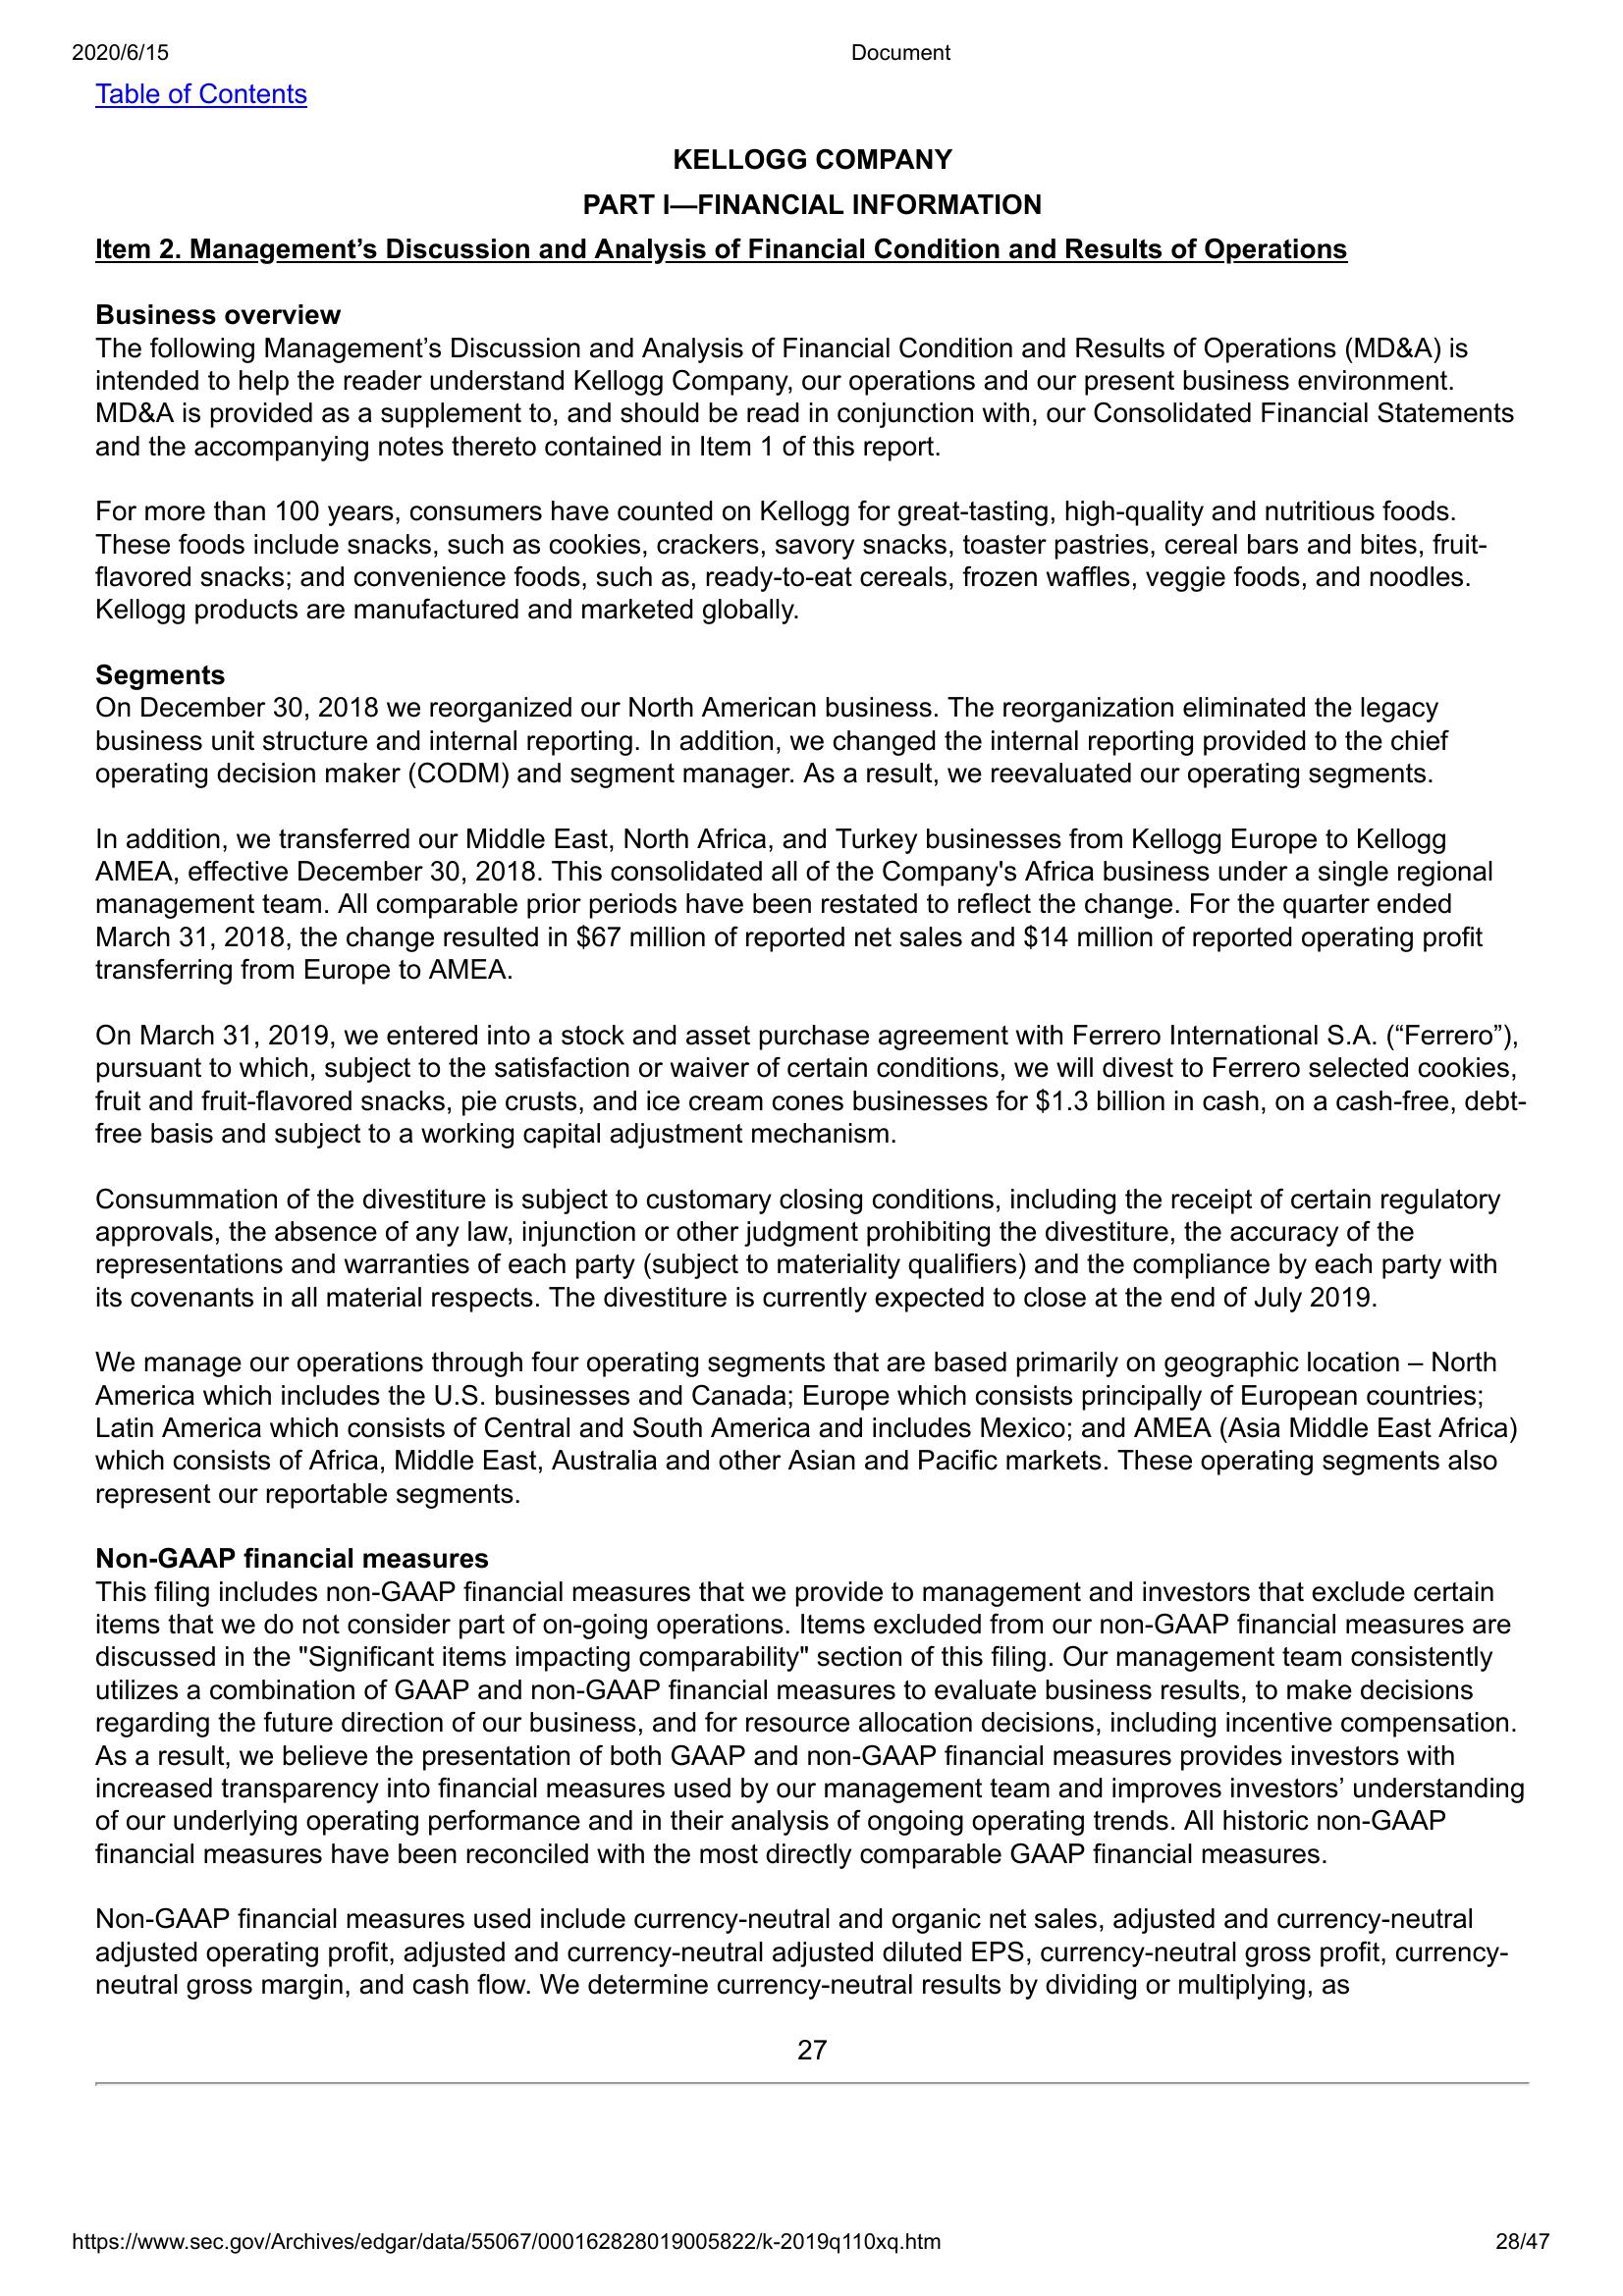 2020/6/15 Document
Table of Contents
KELLOGG COMPANY
PART I—FINANCIAL INFORMATION
Item 2. Management’s Discussion and Analysis of Financial Condition and Results of Operations
Business overview
The following Management’s Discussion and Analysis of Financial Condition and Results of Operations (MD&A) is
intended to help the reader understand Kellogg Company, our operations and our present business environment.
MD&A is provided as a supplement to, and should be read in conjunction with, our Consolidated Financial Statements
and the accompanying notes thereto contained in Item 1 of this report.
For more than 100 years, consumers have counted on Kellogg for great-tasting, high-quality and nutritious foods.
These foods include snacks, such as cookies, crackers, savory snacks, toaster pastries, cereal bars and bites, fruit-
flavored snacks; and convenience foods, such as, ready-to-eat cereals, frozen waffles, veggie foods, and noodles.
Kellogg products are manufactured and marketed globally.
Segments
On December 30, 2018 we reorganized our North American business. The reorganization eliminated the legacy
business unit structure and internal reporting. In addition, we changed the internal reporting provided to the chief
operating decision maker (CODM) and segment manager. As a result, we reevaluated our operating segments.
In addition, we transferred our Middle East, North Africa, and Turkey businesses from Kellogg Europe to Kellogg
AMEA, effective December 30, 2018. This consolidated all of the Company's Africa business under a single regional
management team. All comparable prior periods have been restated to reflect the change. For the quarter ended
March 31, 2018, the change resulted in $67 million of reported net sales and $14 million of reported operating profit
transferring from Europe to AMEA.
On March 31, 2019, we entered into a stock and asset purchase agreement with Ferrero International S.A. (“Ferrero”),
pursuant to which, subject to the satisfaction or waiver of certain conditions, we will divest to Ferrero selected cookies,
fruit and fruit-flavored snacks, pie crusts, and ice cream cones businesses for $1.3 billion in cash, on a cash-free, debt-
free basis and subject to a working capital adjustment mechanism.
Consummation of the divestiture is subject to customary closing conditions, including the receipt of certain regulatory
approvals, the absence of any law, injunction or other judgment prohibiting the divestiture, the accuracy of the
representations and warranties of each party (subject to materiality qualifiers) and the compliance by each party with
its covenants in all material respects. The divestiture is currently expected to close at the end of July 2019.
We manage our operations through four operating segments that are based primarily on geographic location – North
America which includes the U.S. businesses and Canada; Europe which consists principally of European countries;
Latin America which consists of Central and South America and includes Mexico; and AMEA (Asia Middle East Africa)
which consists of Africa, Middle East, Australia and other Asian and Pacific markets. These operating segments also
represent our reportable segments.
Non-GAAP financial measures
This filing includes non-GAAP financial measures that we provide to management and investors that exclude certain
items that we do not consider part of on-going operations. Items excluded from our non-GAAP financial measures are
discussed in the "Significant items impacting comparability" section of this filing. Our management team consistently
utilizes a combination of GAAP and non-GAAP financial measures to evaluate business results, to make decisions
regarding the future direction of our business, and for resource allocation decisions, including incentive compensation.
As a result, we believe the presentation of both GAAP and non-GAAP financial measures provides investors with
increased transparency into financial measures used by our management team and improves investors’ understanding
of our underlying operating performance and in their analysis of ongoing operating trends. All historic non-GAAP
financial measures have been reconciled with the most directly comparable GAAP financial measures.
Non-GAAP financial measures used include currency-neutral and organic net sales, adjusted and currency-neutral
adjusted operating profit, adjusted and currency-neutral adjusted diluted EPS, currency-neutral gross profit, currency-
neutral gross margin, and cash flow. We determine currency-neutral results by dividing or multiplying, as
27
https://www.sec.gov/Archives/edgar/data/55067/000162828019005822/k-2019q110xq.htm 28/47